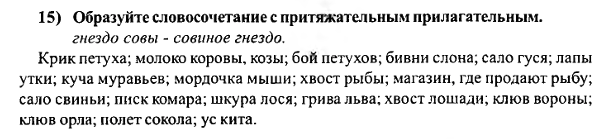 15) Образуйте словосочетание с притяжательным прилагательным.
гнездо совы - совиное гнездо.
Крик петуха; молоко коровы, козы; бой петухов; бивни слона; сало гуся; лапы
утки; куча муравьев; мордочка мыши; хвост рыбы; магазин, где продают рыбу;
сало свиньи; писк комара; шкура лося; грива льва; хвост лошади; клюв вороны;
клюв орла; полет сокола; ус кита.